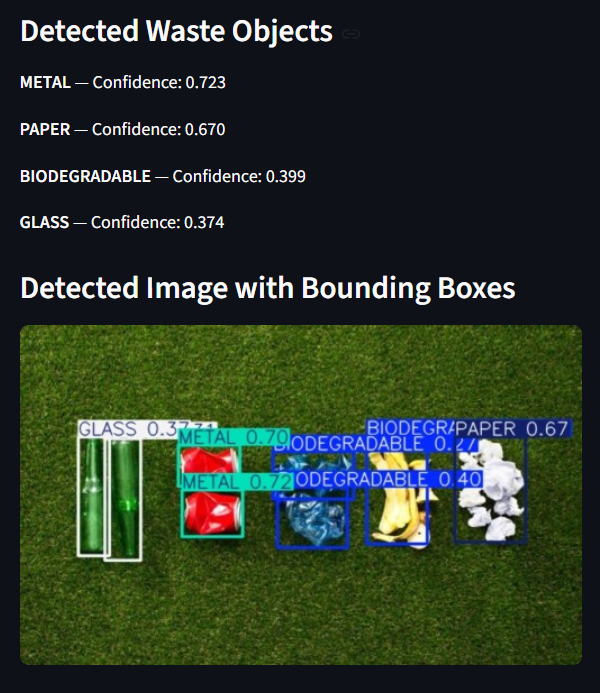 Detected Waste Objects
METAL — Confidence: 0.723
PAPER — Confidence: 0.670
BIODEGRADABLE — Confidence: 0.399
GLASS — Confidence: 0.374
Detected Image with Bounding Boxes
GLASS 0.37
METAL 0.70
BIODEGRA
PAPER 0.67
IODEGRADABLE 0.27
METAL 0.72
ODEGRADABLE 0.40